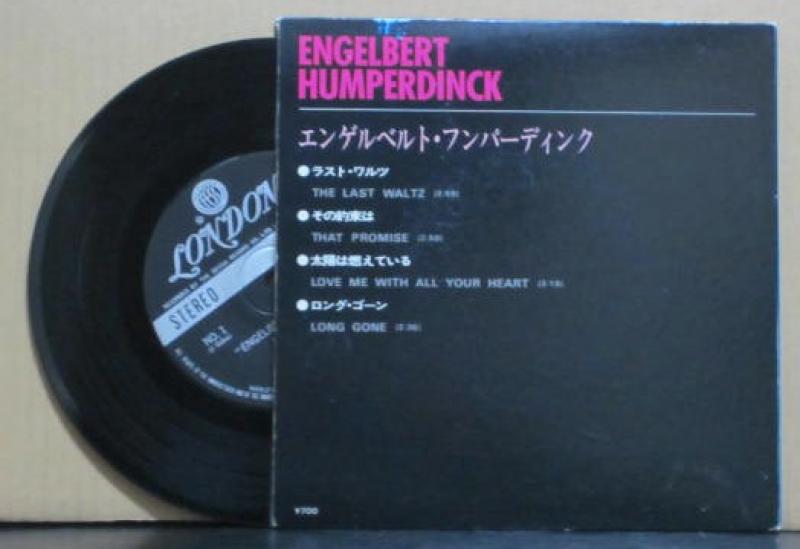 ENGELBERT
HUMPERDINCK
エンゲルベルト・フンパーディンク
●ラスト・ワルツ
THE LAST WALTZ
●その約束は
THAT PROMISE
●太陽は燃えている
LOVE ME WITH ALL YOUR HEART
●ロング・ゴーン
LONG GONE
¥700
LONDON
STEREO
NO. 1